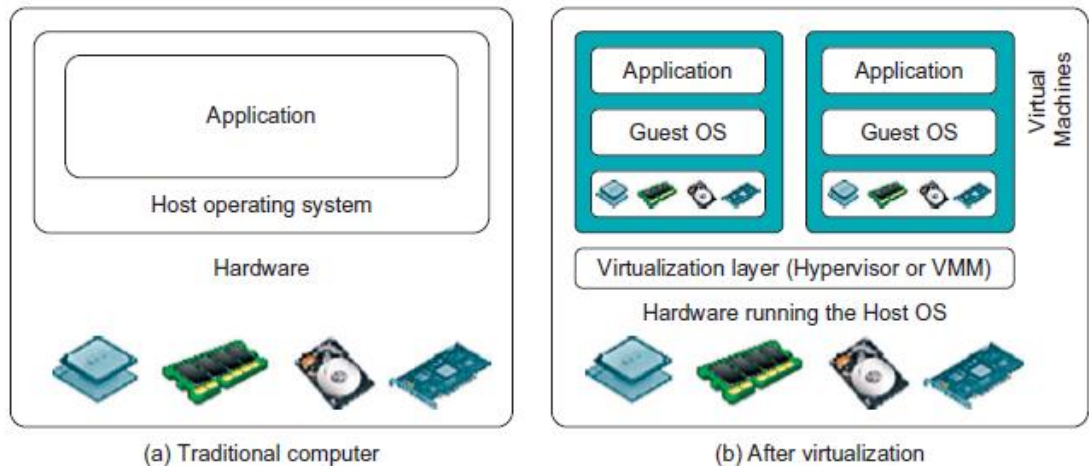 Application
Host operating system
Hardware
(a) Traditional computer
Application
Guest OS
Application
Guest OS
Virtual
Machines
Virtualization layer (Hypervisor or VMM)
Hardware running the Host OS
(b) After virtualization